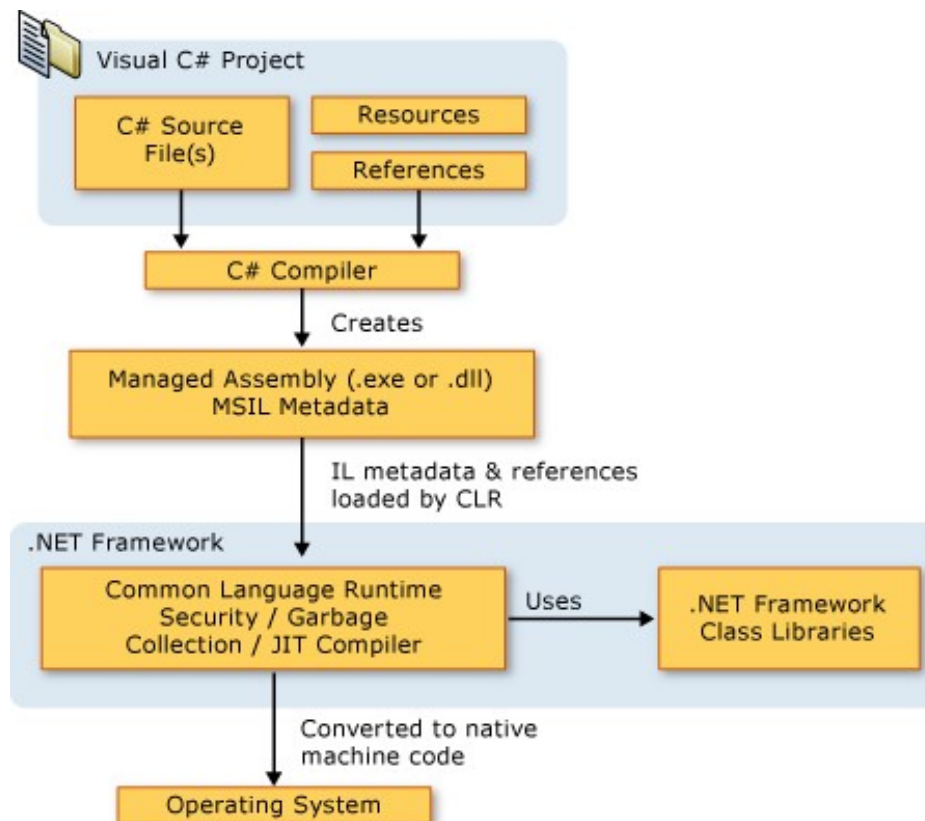 Visual C# Project
C# Source
File(s)
Resources
References
C# Compiler
Creates
Managed Assembly (.exe or .dll)
MSIL Metadata
IL metadata & references
loaded by CLR
.NET Framework
Common Language Runtime
Security / Garbage
Collection / JIT Compiler
Uses
.NET Framework
Class Libraries
Converted to native
machine code
Operating System